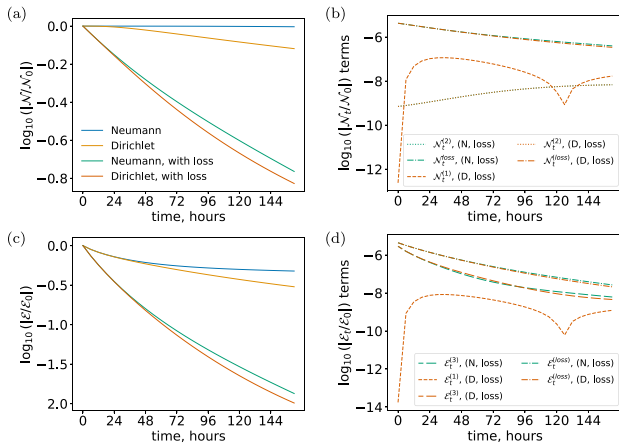 (a)
log₁₀(|𝒩/𝒩₀|)
0.0
−0.2
−0.4
−0.6
−0.8
Neumann
Dirichlet
Neumann, with loss
Dirichlet, with loss
0 24 48 72 96 120 144
time, hours
(b)
log₁₀(|𝒩ₜ/𝒩₀|) terms
−6
−8
−10
−12
𝒩ₜ⁽²⁾, (N, loss)
𝒩ₜˡᵒˢˢ, (N, loss)
𝒩ₜ⁽¹⁾, (D, loss)
𝒩ₜ⁽²⁾, (D, loss)
𝒩ₜ⁽ˡᵒˢˢ⁾, (D, loss)
0 24 48 72 96 120 144
time, hours
(c)
log₁₀(|ℰ/ℰ₀|)
0.0
−0.5
−1.0
−1.5
2.0
0 24 48 72 96 120 144
time, hours
(d)
log₁₀(|ℰₜ/ℰ₀|) terms
−6
−8
−10
−12
−14
ℰₜ⁽³⁾, (N, loss)
ℰₜ⁽¹⁾, (D, loss)
ℰₜ⁽³⁾, (D, loss)
ℰₜ⁽ˡᵒˢˢ⁾, (N, loss)
ℰₜ⁽ˡᵒˢˢ⁾, (D, loss)
0 24 48 72 96 120 144
time, hours